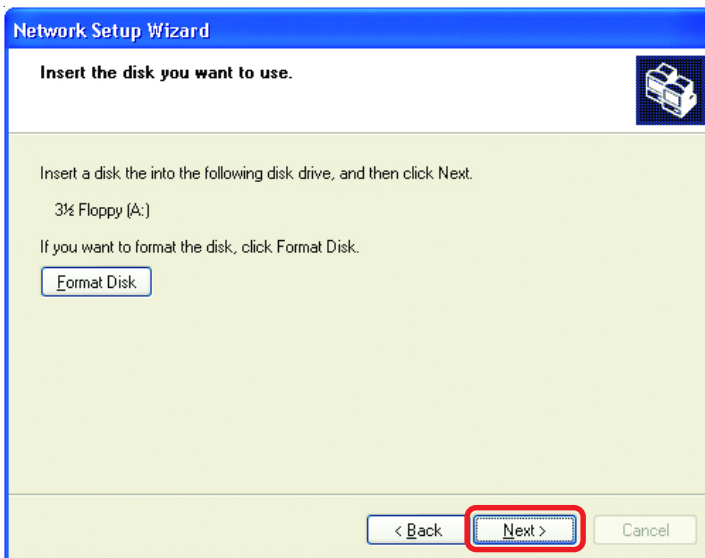 Network Setup Wizard
Insert the disk you want to use.
Insert a disk the into the following disk drive, and then click Next.
3½ Floppy (A:)
If you want to format the disk, click Format Disk.
Format Disk
< Back Next > Cancel